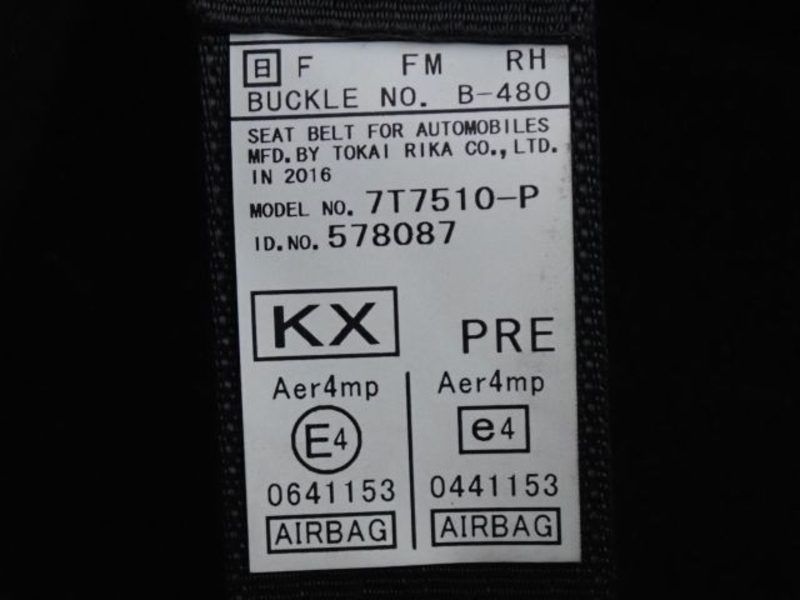 日 F FM RH
BUCKLE NO. B-480
SEAT BELT FOR AUTOMOBILES
MFD. BY TOKAI RIKA CO., LTD.
IN 2016
MODEL NO. 7T7510-P
ID. NO. 578087
KX PRE
Aer4mp Aer4mp
E4 e4
0641153 0441153
AIRBAG AIRBAG